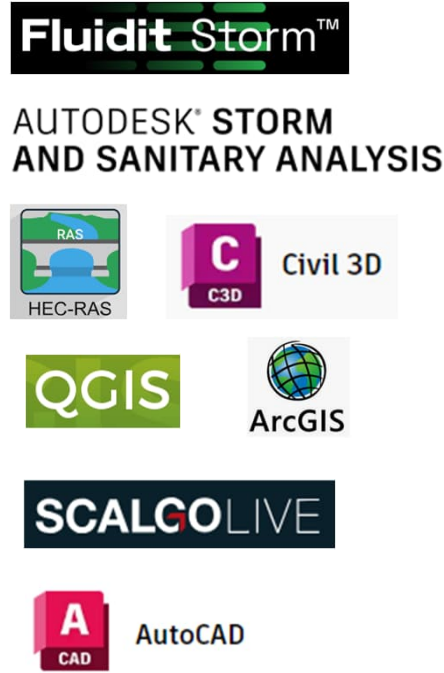 Fluidit Storm™
AUTODESK® STORM
AND SANITARY ANALYSIS
RAS
HEC-RAS
C
C3D
Civil 3D
QGIS
ArcGIS
SCALGOLIVE
A
CAD
AutoCAD